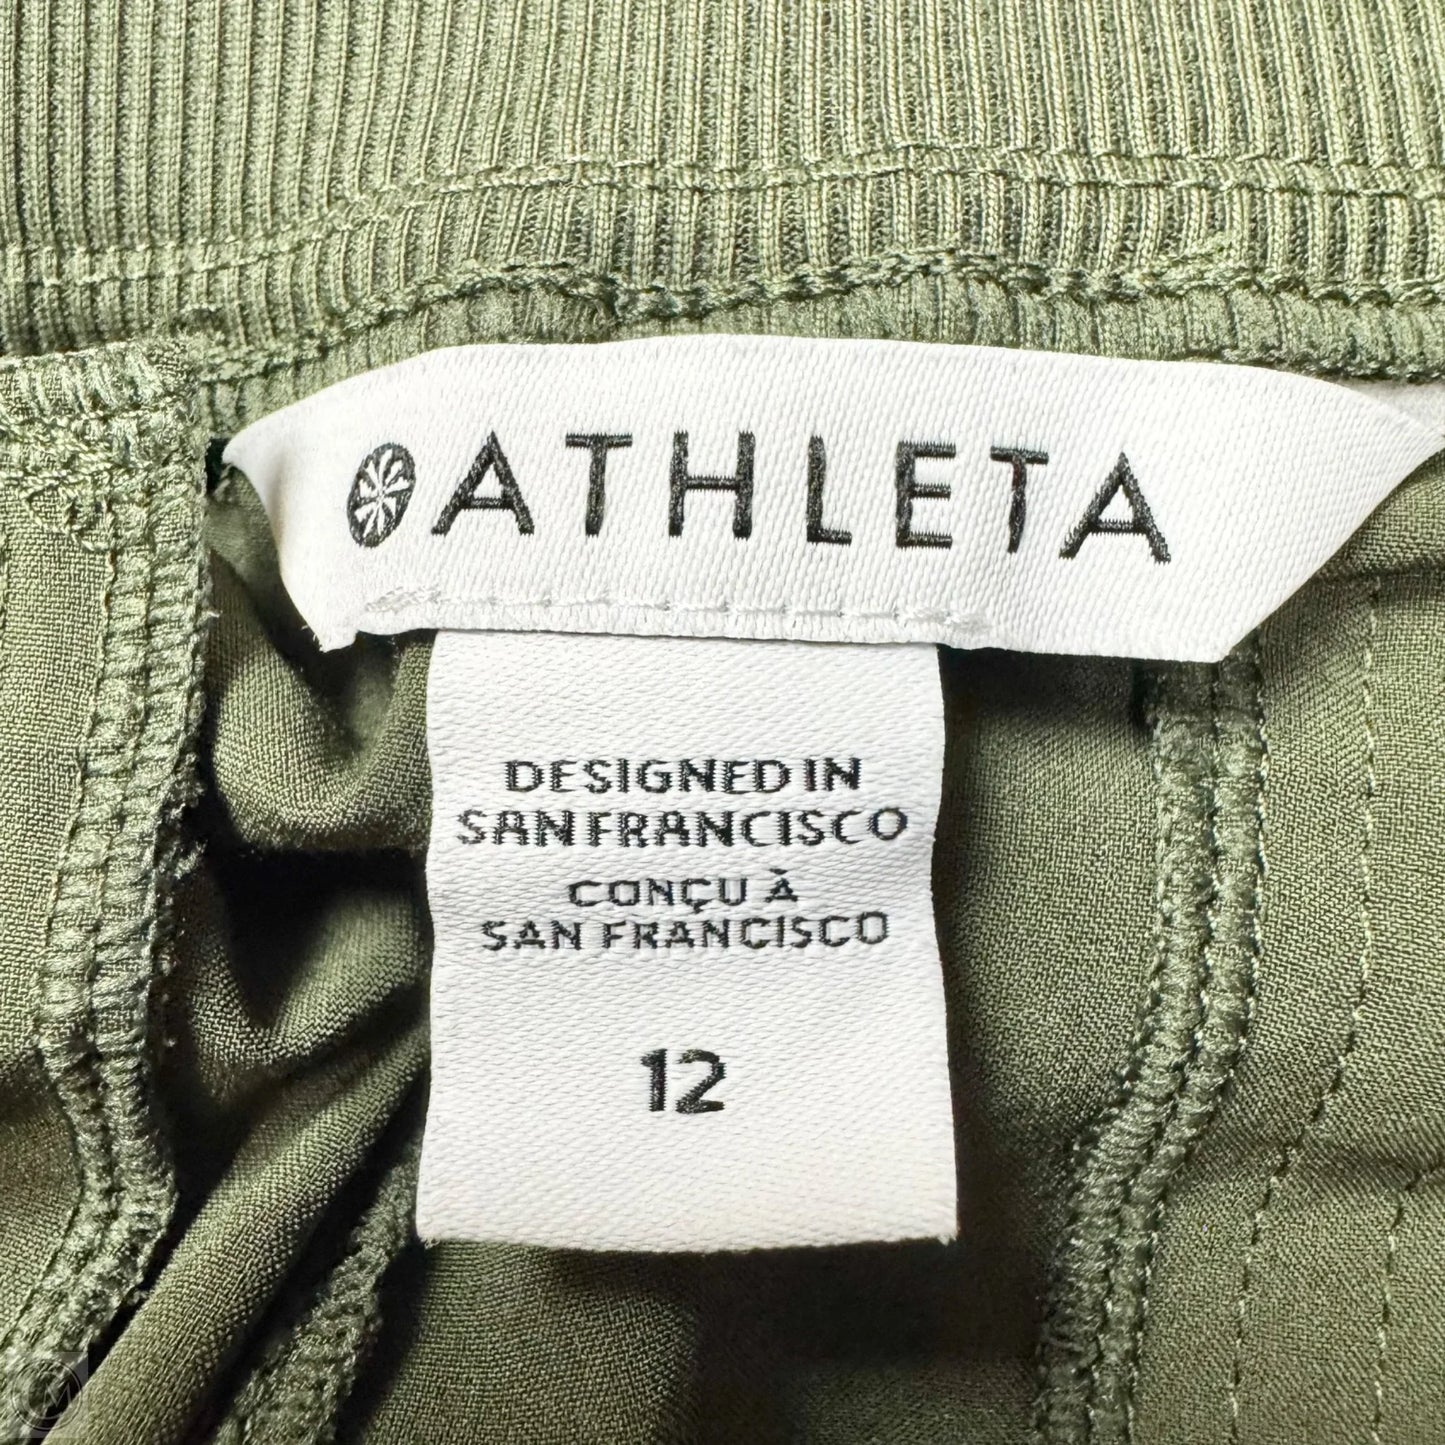 ATHLETA
DESIGNED IN
SAN FRANCISCO
CONÇU À
SAN FRANCISCO
12